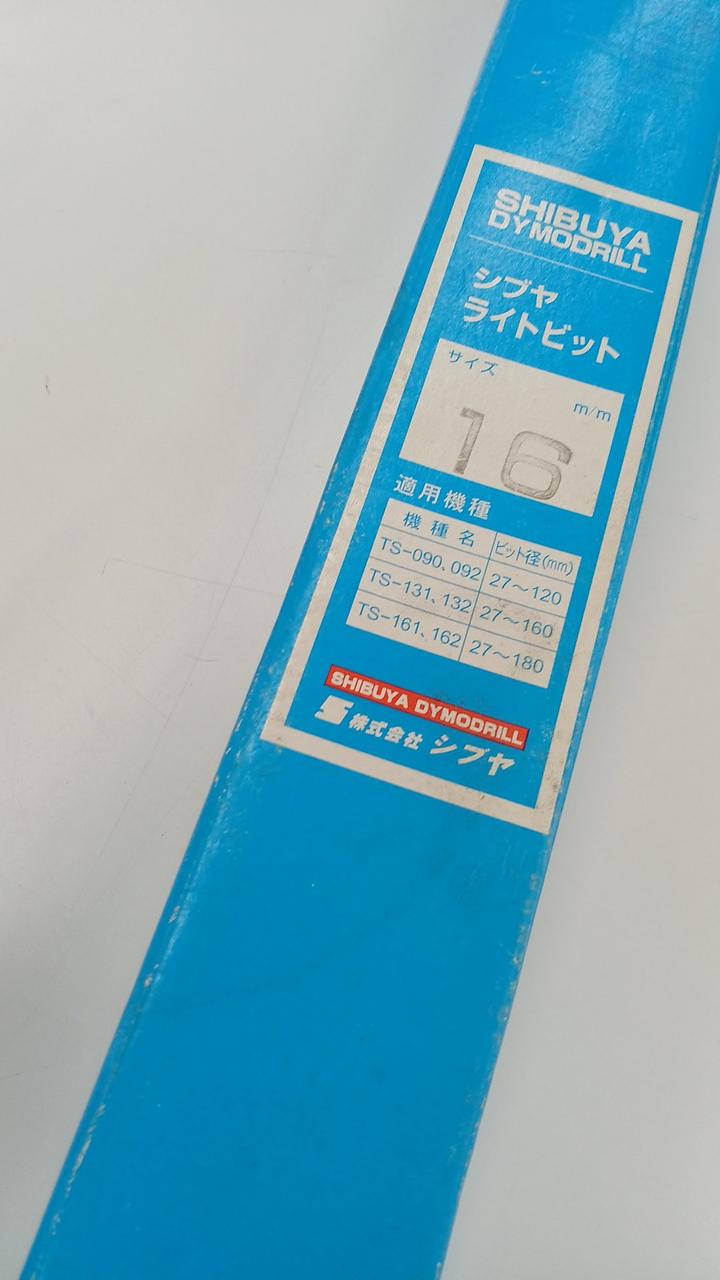 SHIBUYA
DYMODRILL
シブヤ
ライトビット
サイズ
m/m
16
適用機種
機種名 ビット径(mm)
TS-090、092 27〜120
TS-131、132 27〜160
TS-161、162 27〜180
SHIBUYA DYMODRILL
S 株式会社 シブヤ